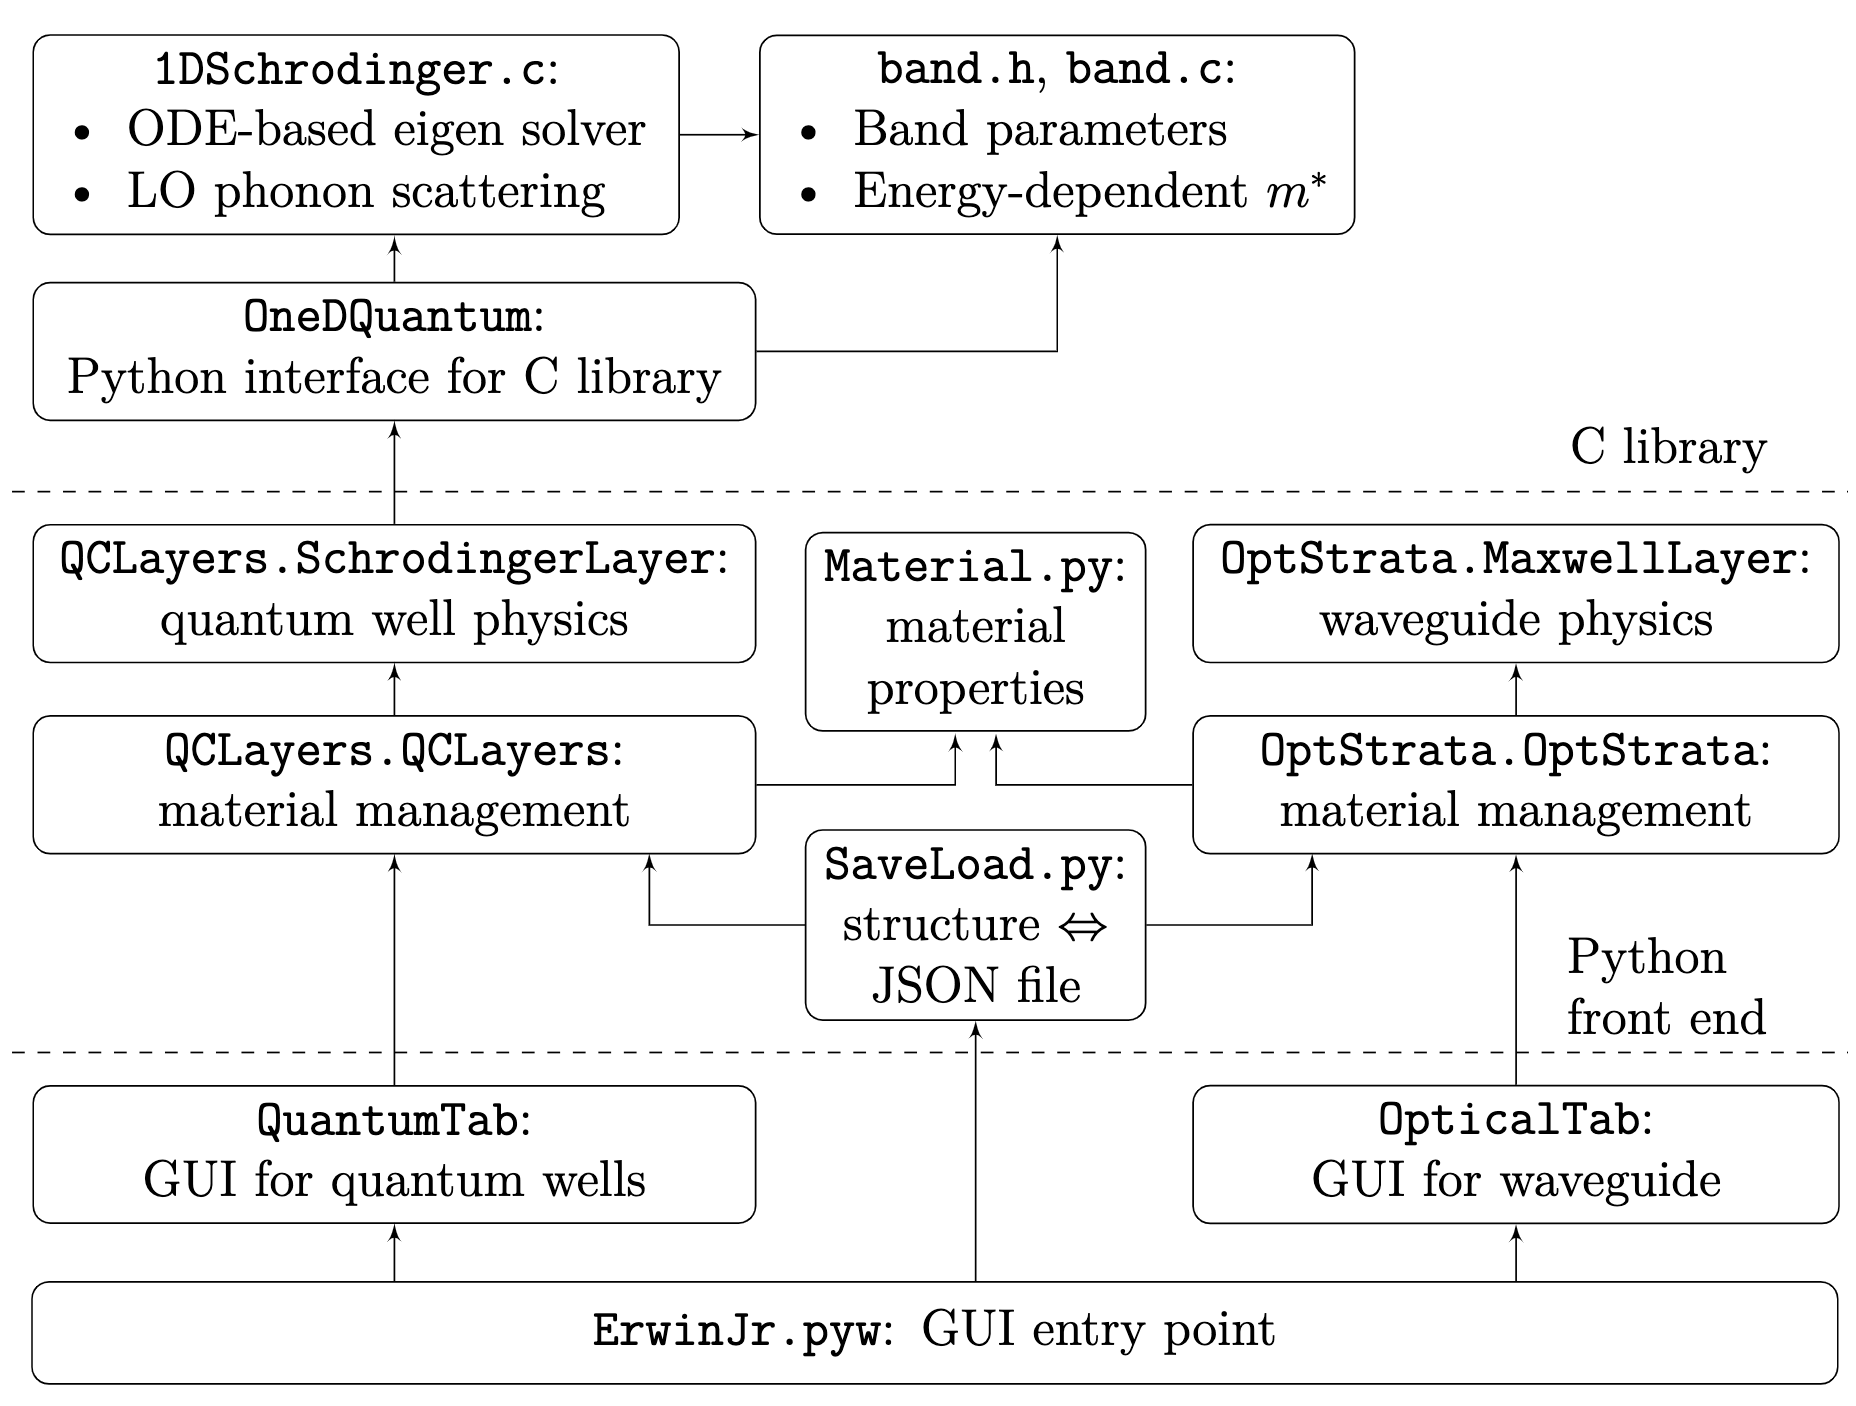 1DSchrodinger.c:
• ODE-based eigen solver
• LO phonon scattering
band.h, band.c:
• Band parameters
• Energy-dependent m*
OneDQuantum:
Python interface for C library
C library
QCLayers.SchrodingerLayer:
quantum well physics
Material.py:
material
properties
OptStrata.MaxwellLayer:
waveguide physics
QCLayers.QCLayers:
material management
OptStrata.OptStrata:
material management
SaveLoad.py:
structure ⇔
JSON file
Python
front end
QuantumTab:
GUI for quantum wells
OpticalTab:
GUI for waveguide
ErwinJr.pyw: GUI entry point